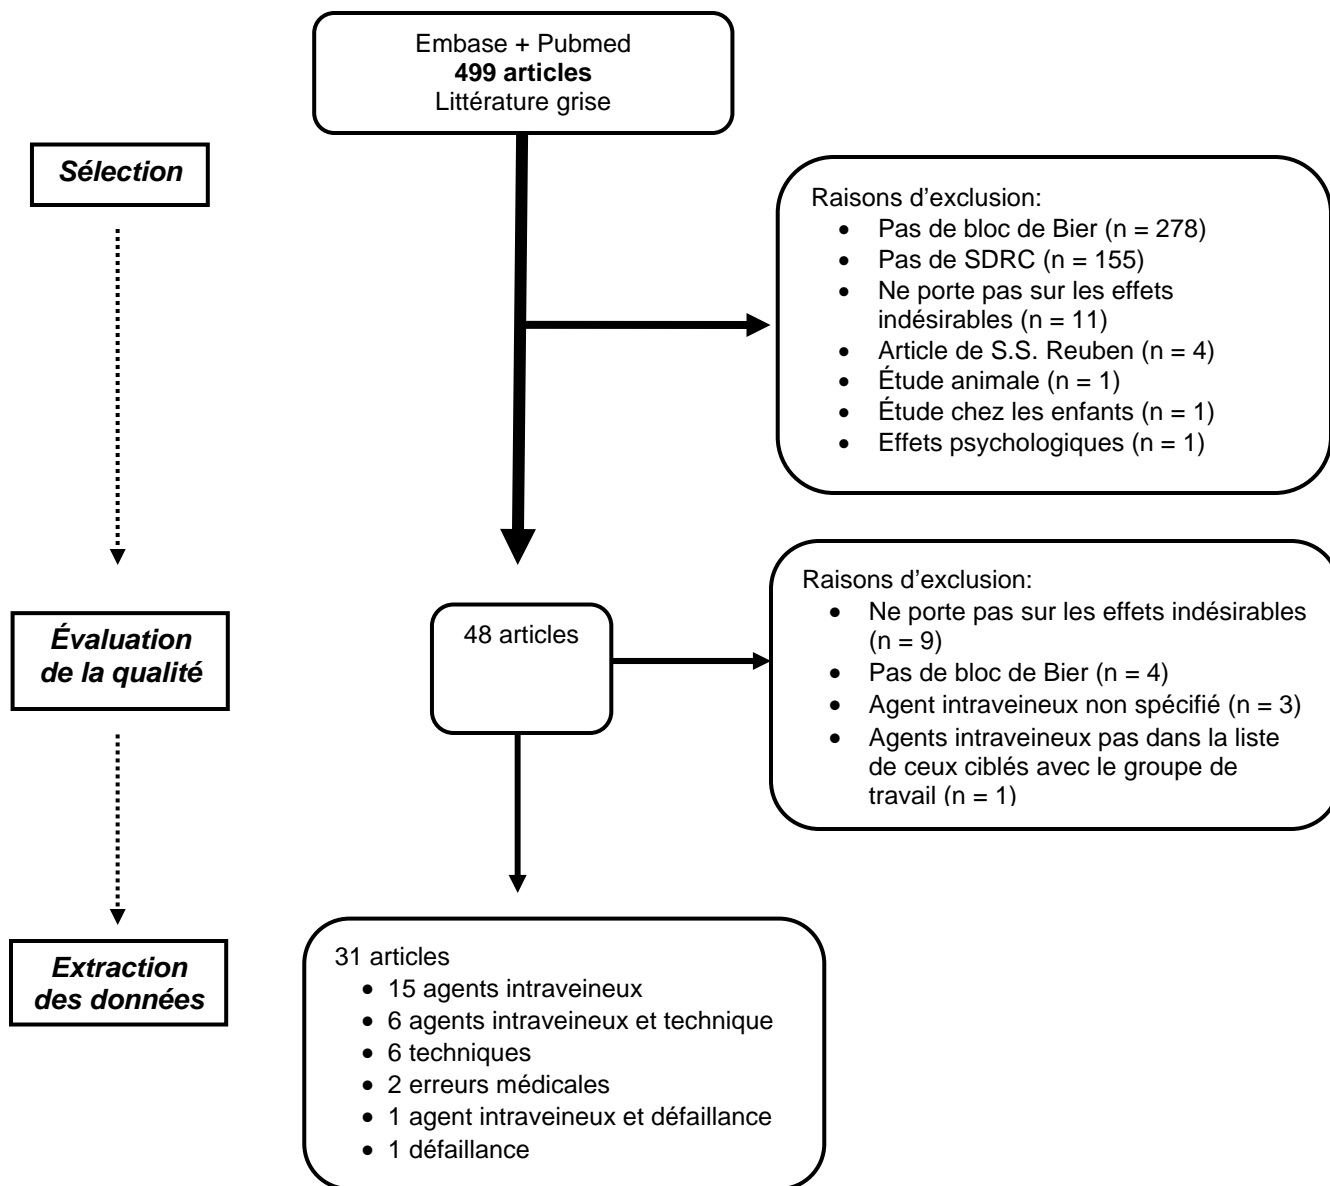 Embase + Pubmed
499 articles
Littérature grise
Sélection
Raisons d’exclusion:
• Pas de bloc de Bier (n = 278)
• Pas de SDRC (n = 155)
• Ne porte pas sur les effets
indésirables (n = 11)
• Article de S.S. Reuben (n = 4)
• Étude animale (n = 1)
• Étude chez les enfants (n = 1)
• Effets psychologiques (n = 1)
Évaluation
de la qualité
48 articles
Raisons d’exclusion:
• Ne porte pas sur les effets indésirables
(n = 9)
• Pas de bloc de Bier (n = 4)
• Agent intraveineux non spécifié (n = 3)
• Agents intraveineux pas dans la liste
de ceux ciblés avec le groupe de
travail (n = 1)
Extraction
des données
31 articles
• 15 agents intraveineux
• 6 agents intraveineux et technique
• 6 techniques
• 2 erreurs médicales
• 1 agent intraveineux et défaillance
• 1 défaillance